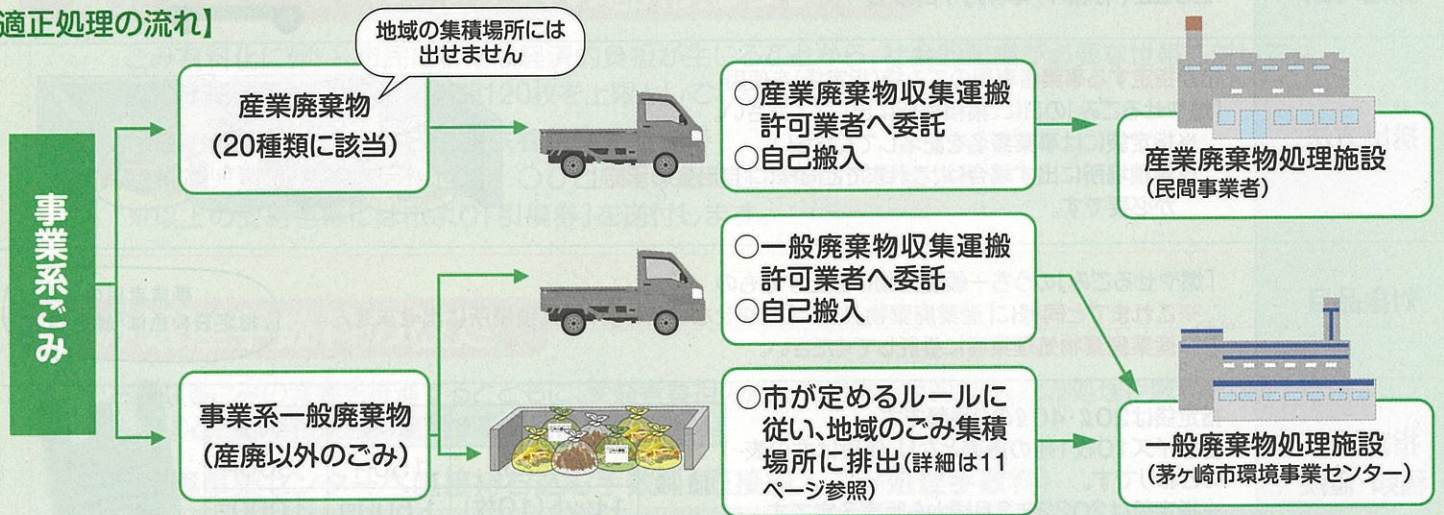 適正処理の流れ】
地域の集積場所には
出せません
産業廃棄物
(20種類に該当)
○産業廃棄物収集運搬
許可業者へ委託
○自己搬入
産業廃棄物処理施設
(民間事業者)
事業系ごみ
○一般廃棄物収集運搬
許可業者へ委託
○自己搬入
事業系一般廃棄物
(産廃以外のごみ)
○市が定めるルールに
従い、地域のごみ集積
場所に排出(詳細は11
ページ参照)
一般廃棄物処理施設
(茅ヶ崎市環境事業センター)